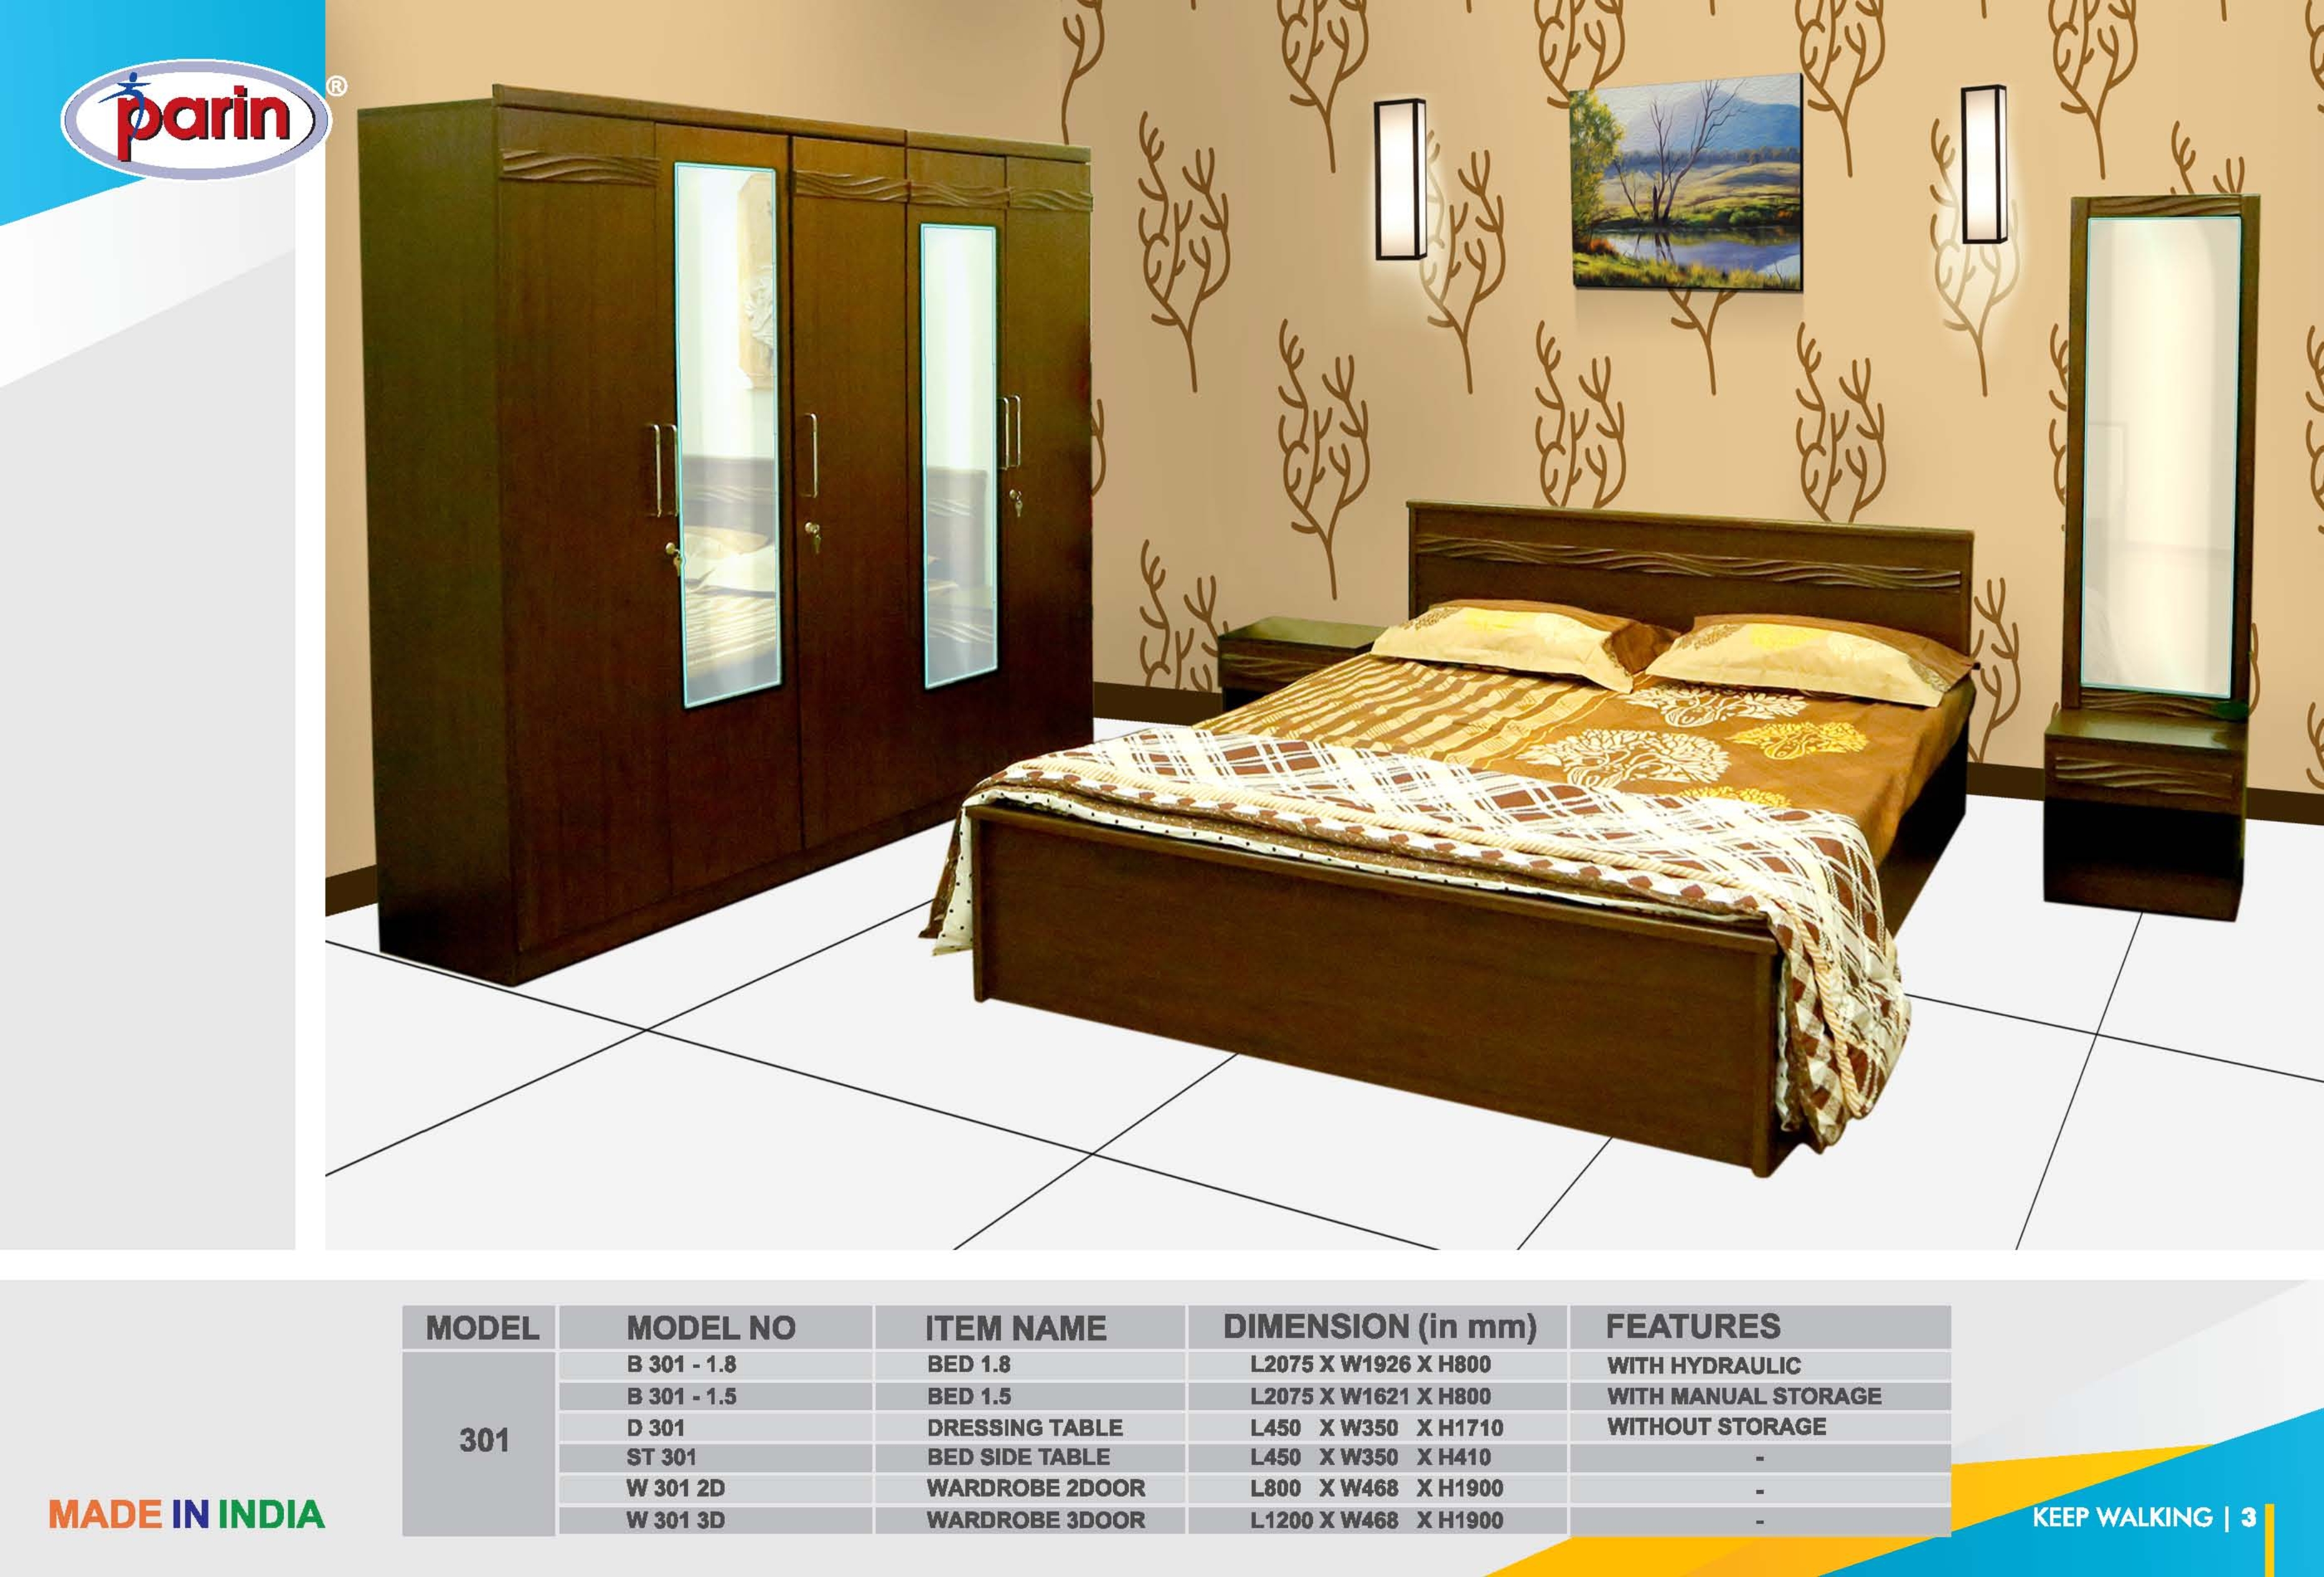 parin ®
MODEL MODEL NO ITEM NAME DIMENSION (in mm) FEATURES
301
B 301 - 1.8 BED 1.8 L2075 X W1926 X H800 WITH HYDRAULIC
B 301 - 1.5 BED 1.5 L2075 X W1621 X H800 WITH MANUAL STORAGE
D 301 DRESSING TABLE L450 X W350 X H1710 WITHOUT STORAGE
ST 301 BED SIDE TABLE L450 X W350 X H410 -
W 301 2D WARDROBE 2DOOR L800 X W468 X H1900 -
W 301 3D WARDROBE 3DOOR L1200 X W468 X H1900 -
MADE IN INDIA
KEEP WALKING | 3